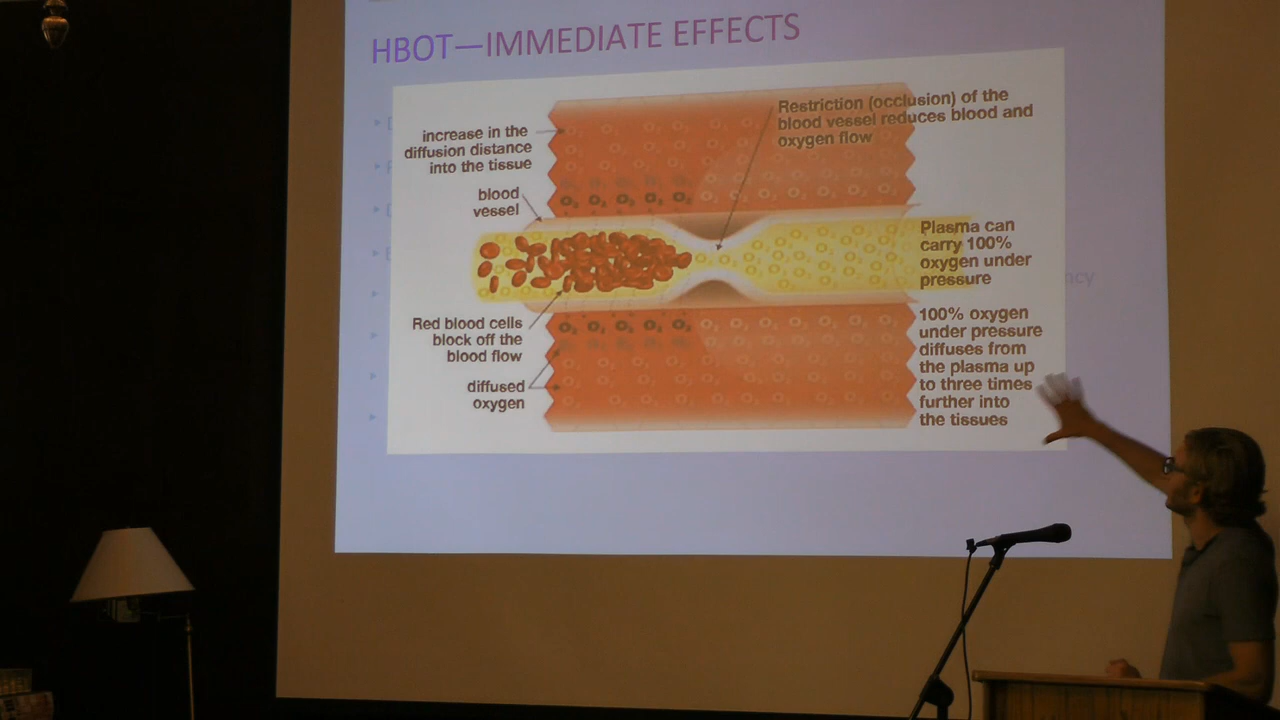 HBOT—IMMEDIATE EFFECTS
increase in the
diffusion distance
into the tissue
Restriction (occlusion) of the
blood vessel reduces blood and
oxygen flow
blood
vessel
Plasma can
carry 100%
oxygen under
pressure
Red blood cells
block off the
blood flow
diffused
oxygen
100% oxygen
under pressure
diffuses from
the plasma up
to three times
further into
the tissues